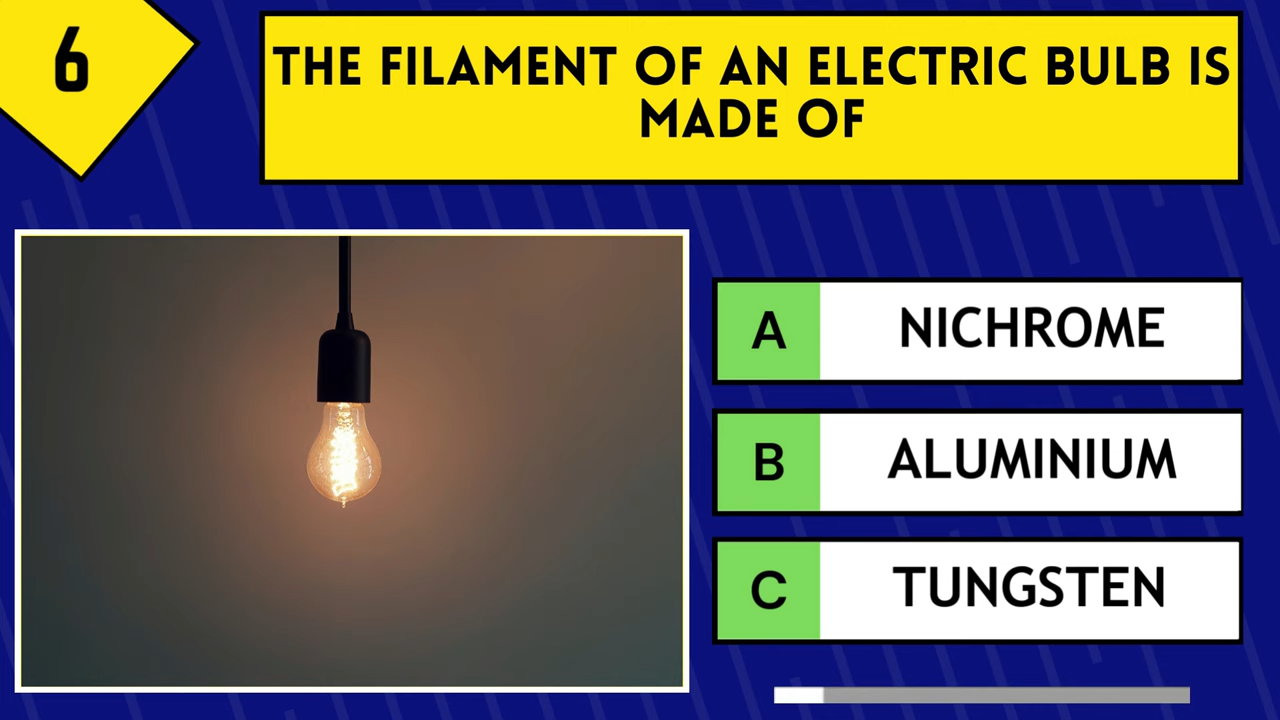 6
THE FILAMENT OF AN ELECTRIC BULB IS
MADE OF
A NICHROME
B ALUMINIUM
C TUNGSTEN